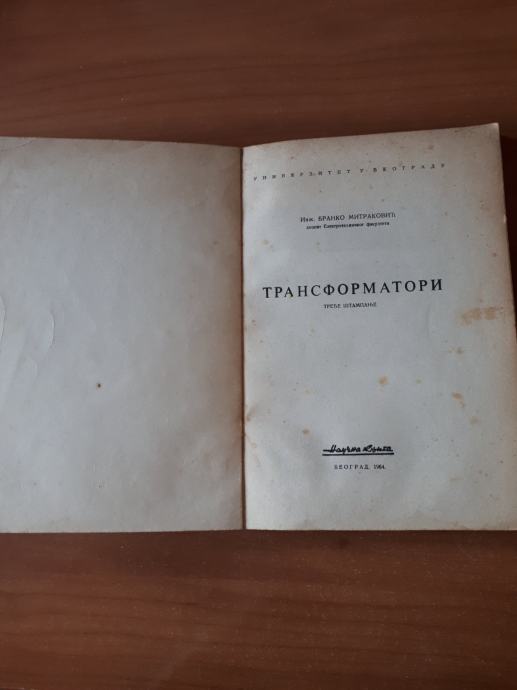 УНИВЕРЗИТЕТ У БЕОГРАДУ
Инж. БРАНКО МИТРАКОВИЋ
доцент Електротехничког факултета
ТРАНСФОРМАТОРИ
ТРЕЋЕ ШТАМПАЊЕ
Научна књига
БЕОГРАД, 1964.